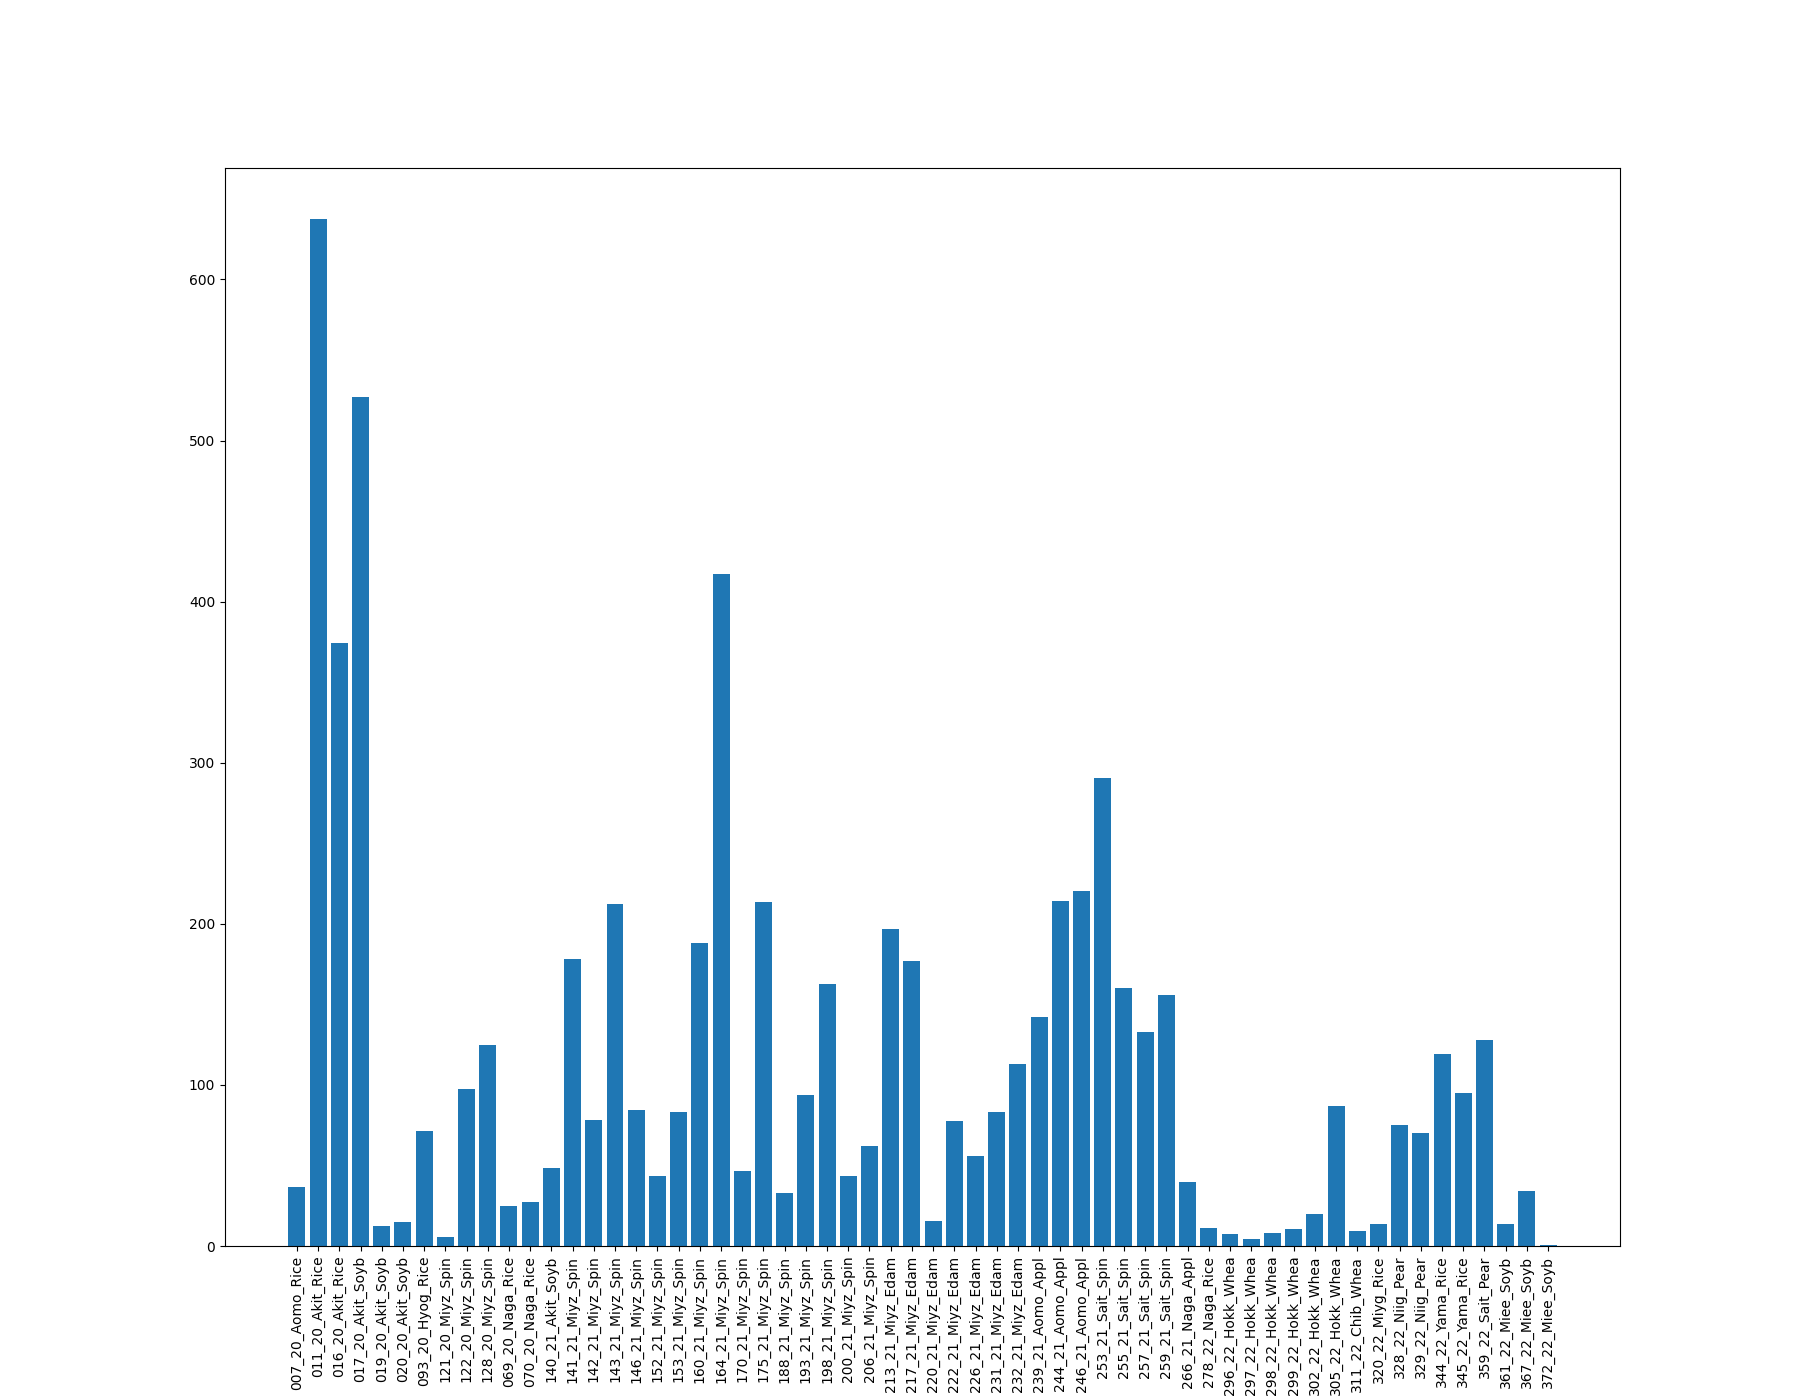 600
500
400
300
200
100
0
007_20_Aomo_Rice
011_20_Akit_Rice
016_20_Akit_Rice
017_20_Akit_Soyb
019_20_Akit_Soyb
020_20_Akit_Soyb
093_20_Hyog_Rice
121_20_Miyz_Spin
122_20_Miyz_Spin
128_20_Miyz_Spin
069_20_Naga_Rice
070_20_Naga_Rice
140_21_Akit_Soyb
141_21_Miyz_Spin
142_21_Miyz_Spin
143_21_Miyz_Spin
146_21_Miyz_Spin
152_21_Miyz_Spin
153_21_Miyz_Spin
160_21_Miyz_Spin
164_21_Miyz_Spin
170_21_Miyz_Spin
175_21_Miyz_Spin
188_21_Miyz_Spin
193_21_Miyz_Spin
198_21_Miyz_Spin
200_21_Miyz_Spin
206_21_Miyz_Spin
213_21_Miyz_Edam
217_21_Miyz_Edam
220_21_Miyz_Edam
222_21_Miyz_Edam
226_21_Miyz_Edam
231_21_Miyz_Edam
232_21_Miyz_Edam
239_21_Aomo_Appl
244_21_Aomo_Appl
246_21_Aomo_Appl
253_21_Sait_Spin
255_21_Sait_Spin
257_21_Sait_Spin
259_21_Sait_Spin
266_21_Naga_Appl
278_22_Naga_Rice
296_22_Hokk_Whea
297_22_Hokk_Whea
298_22_Hokk_Whea
299_22_Hokk_Whea
302_22_Hokk_Whea
305_22_Hokk_Whea
311_22_Chib_Whea
320_22_Miyg_Rice
328_22_Niig_Pear
329_22_Niig_Pear
344_22_Yama_Rice
345_22_Yama_Rice
359_22_Sait_Pear
361_22_Miee_Soyb
367_22_Miee_Soyb
372_22_Miee_Soyb